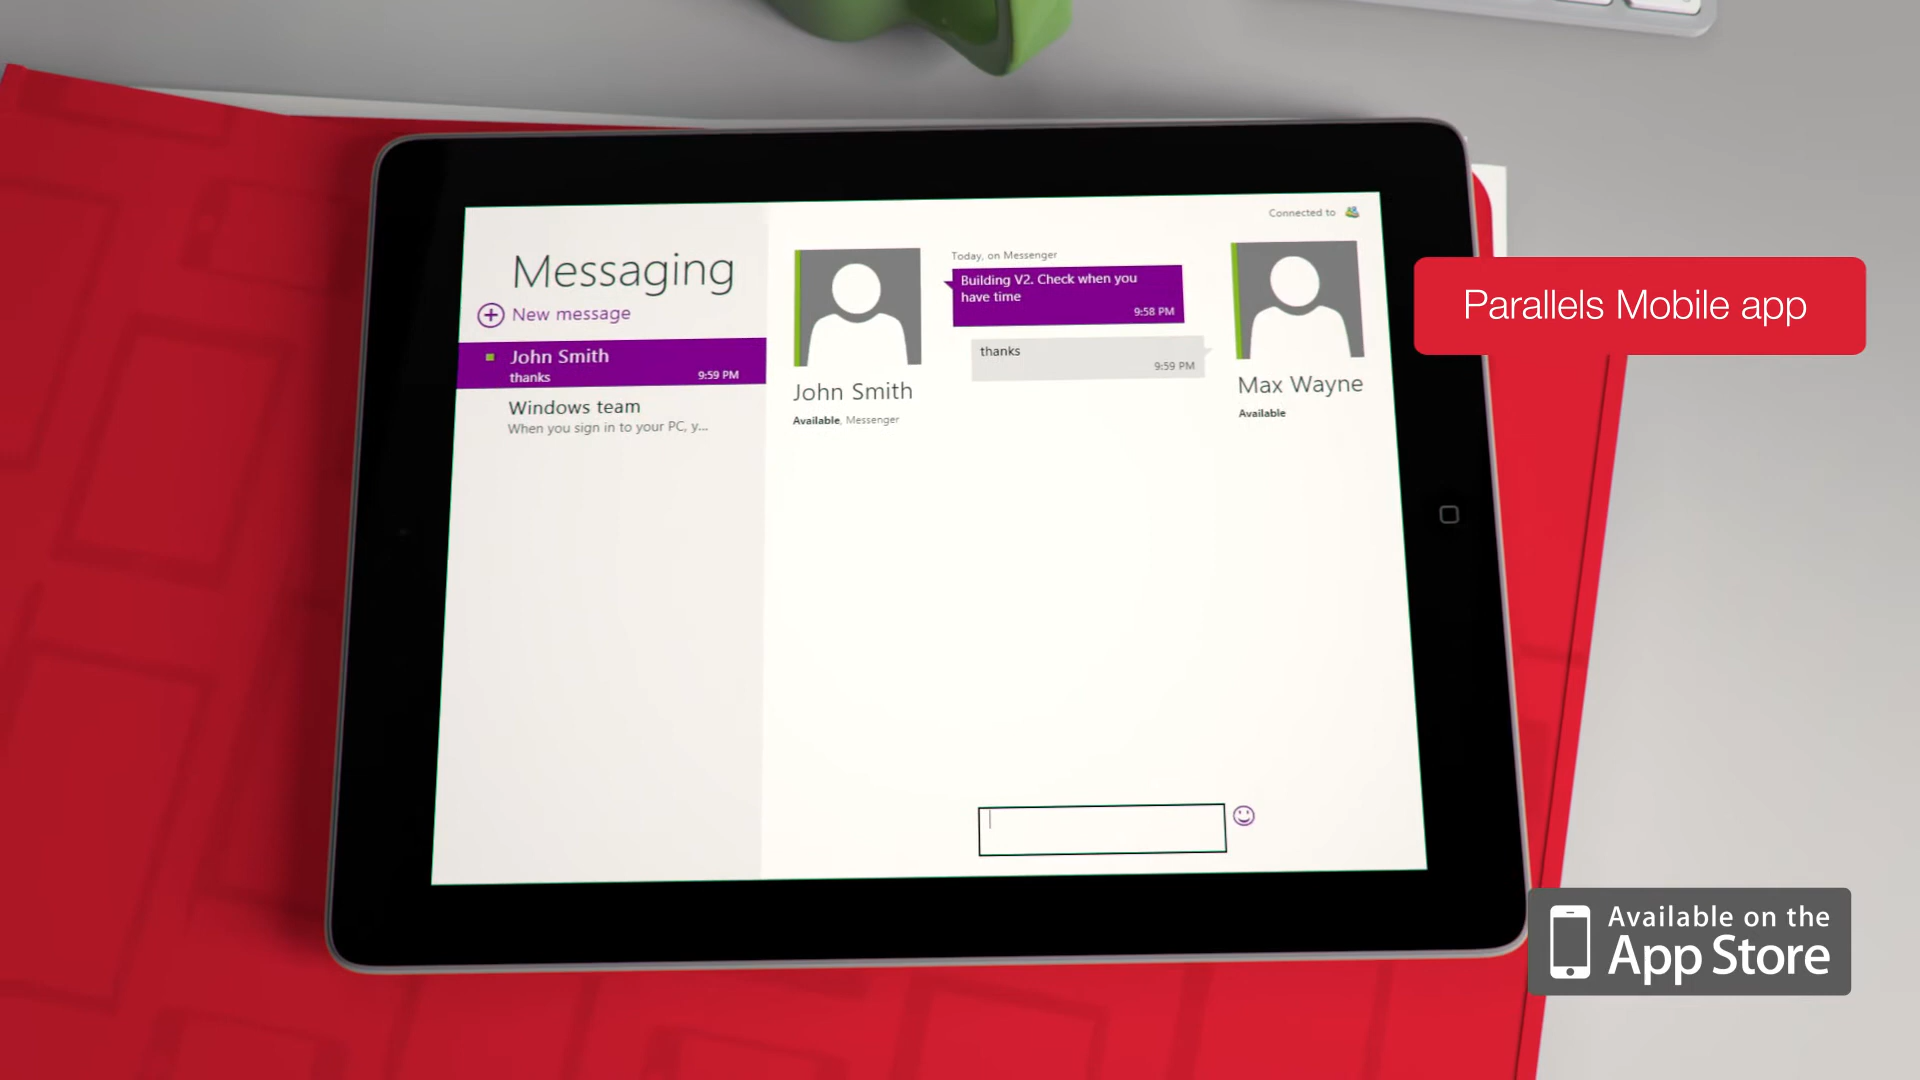 Connected to
Messaging
New message
John Smith
thanks
9:59 PM
Windows team
When you sign in to your PC, y...
Today, on Messenger
Building V2. Check when you
have time
9:58 PM
thanks
9:59 PM
John Smith
Available, Messenger
Max Wayne
Available
Parallels Mobile app
Available on the
App Store